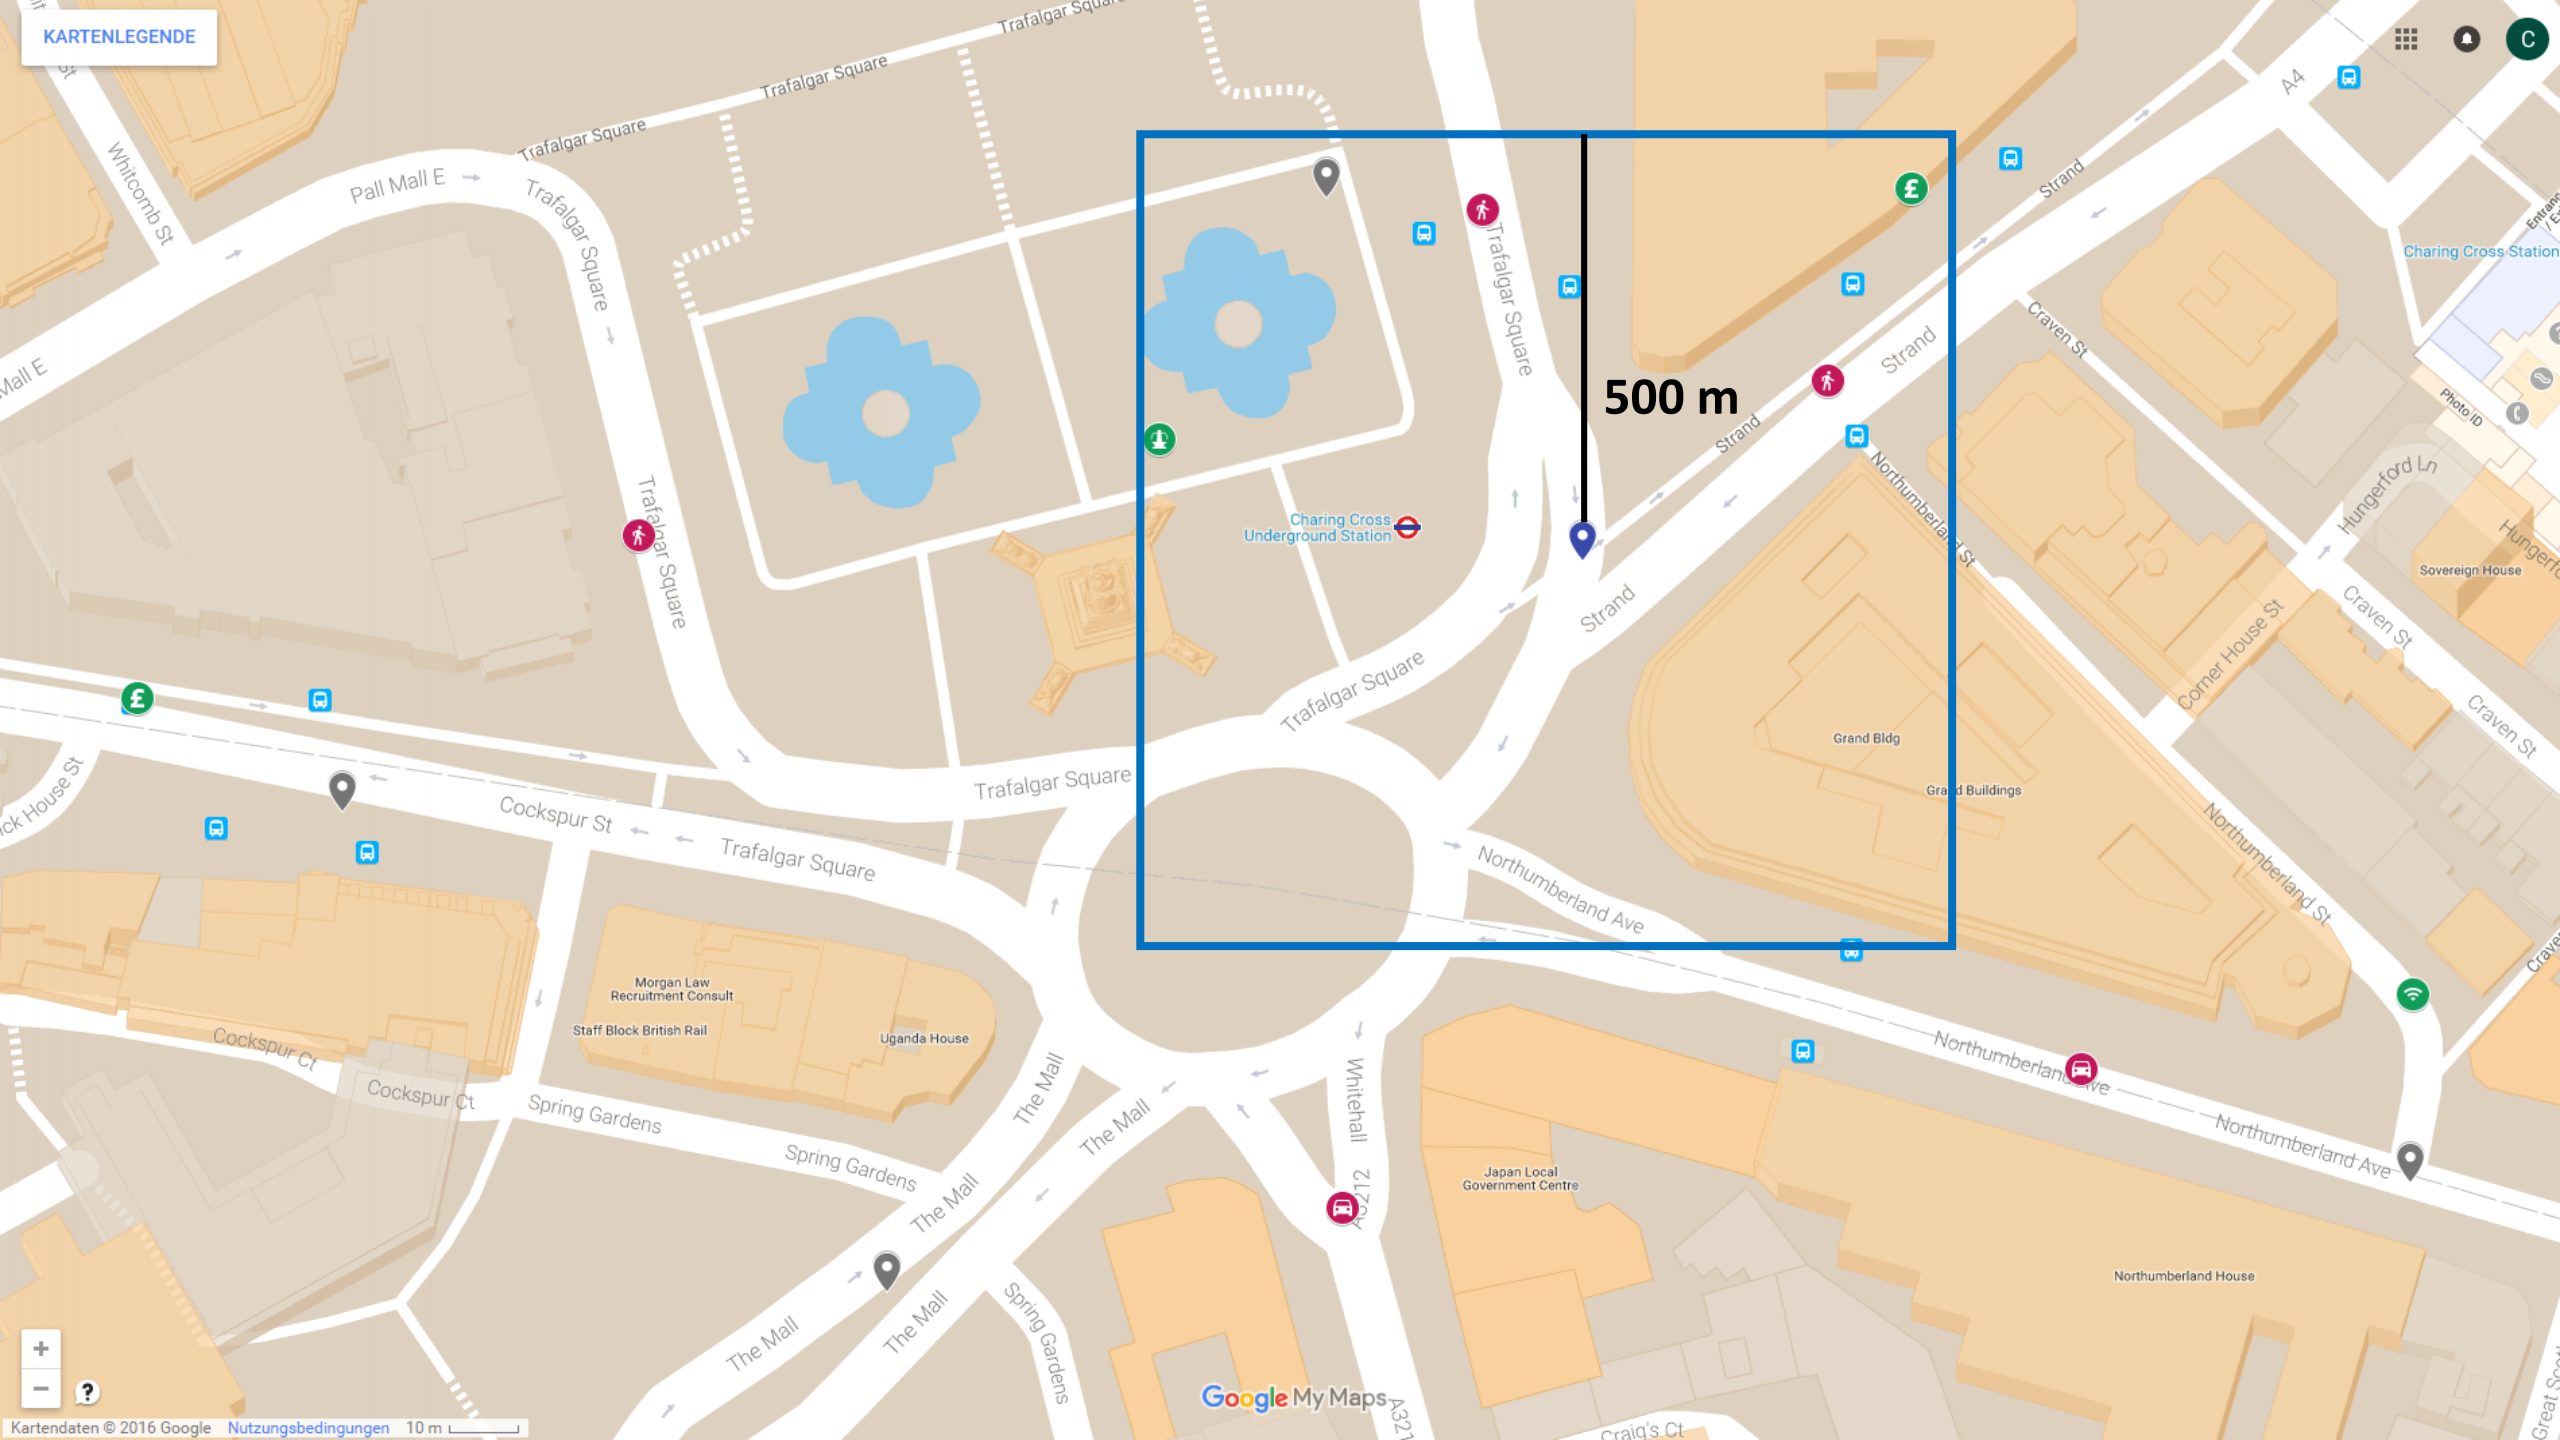 KARTENLEGENDE
Trafalgar Square
Trafalgar Square
Trafalgar Square
A4
C
Whitcomb St
Pall Mall E
Trafalgar Square
Strand
Charing Cross Station
Trafalgar Square
Craven St
Strand
Mall E
500 m
Photo ID
Strand
Northumberland St
Hungerford Ln
Trafalgar Square
Charing Cross
Underground Station
Sovereign House
Strand
Craven St
Corner House St
Trafalgar Square
Craven St
Grand Bldg
Trafalgar Square
Grand Buildings
Cockspur St
Trafalgar Square
Northumberland St
Northumberland Ave
Morgan Law
Recruitment Consult
Staff Block British Rail
Uganda House
Cockspur Ct
Northumberland Ave
Cockspur Ct
Spring Gardens
The Mall
The Mall
Whitehall
Northumberland Ave
Spring Gardens
Japan Local
Government Centre
A3212
The Mall
Northumberland House
Spring Gardens
The Mall
The Mall
Google My Maps
Craig's Ct
Kartendaten © 2016 Google Nutzungsbedingungen 10 m